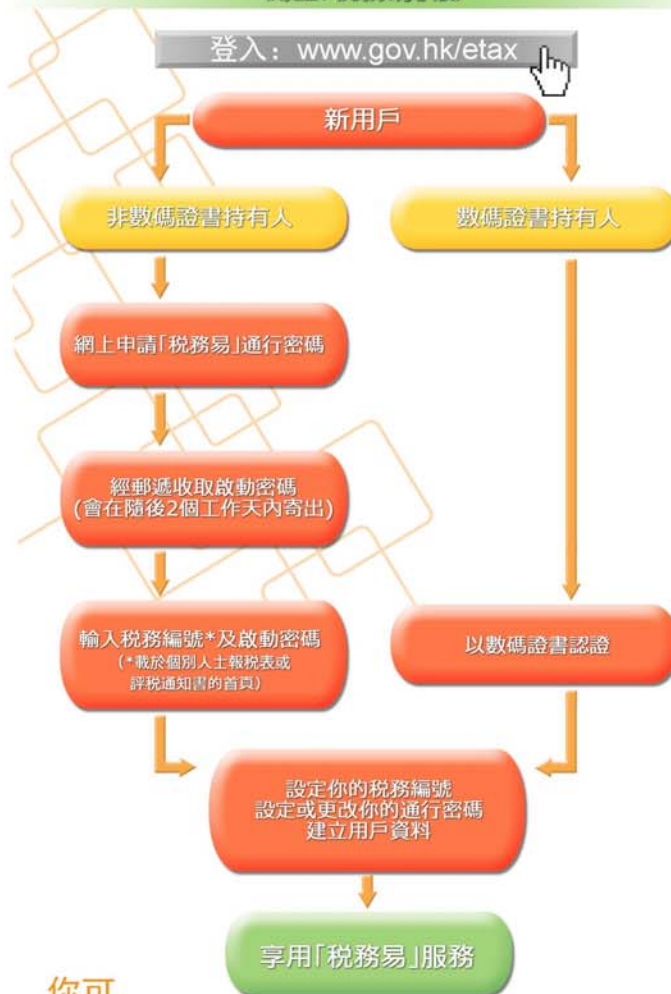 登入：www.gov.hk/etax
新用戶
非數碼證書持有人
數碼證書持有人
網上申請「稅務易」通行密碼
經郵遞收取啟動密碼
(會在隨後2個工作天內寄出)
輸入稅務編號*及啟動密碼
(*載於個別人士報稅表或
評稅通知書的首頁)
以數碼證書認證
設定你的稅務編號
設定或更改你的通行密碼
建立用戶資料
享用「稅務易」服務
你可